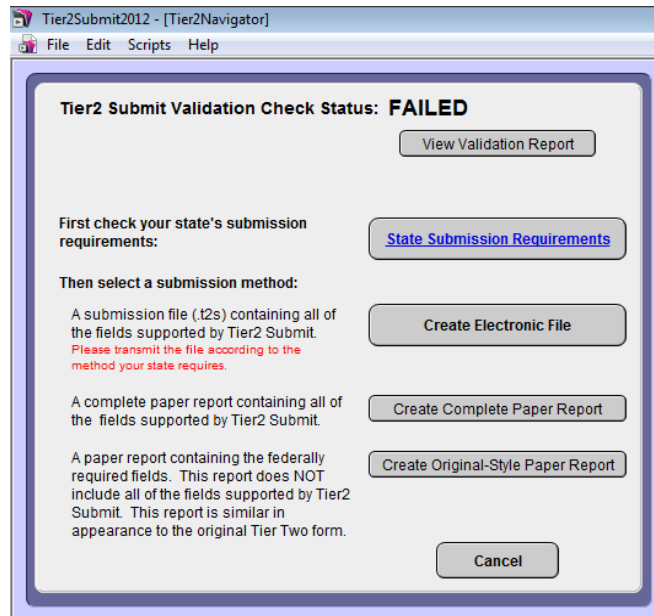 Tier2Submit2012 - [Tier2Navigator]
File Edit Scripts Help
Tier2 Submit Validation Check Status: FAILED
View Validation Report
First check your state's submission
requirements:
State Submission Requirements
Then select a submission method:
A submission file (.t2s) containing all of
the fields supported by Tier2 Submit.
Please transmit the file according to the
method your state requires.
Create Electronic File
A complete paper report containing all of
the fields supported by Tier2 Submit.
Create Complete Paper Report
A paper report containing the federally
required fields. This report does NOT
include all of the fields supported by Tier2
Submit. This report is similar in
appearance to the original Tier Two form.
Create Original-Style Paper Report
Cancel